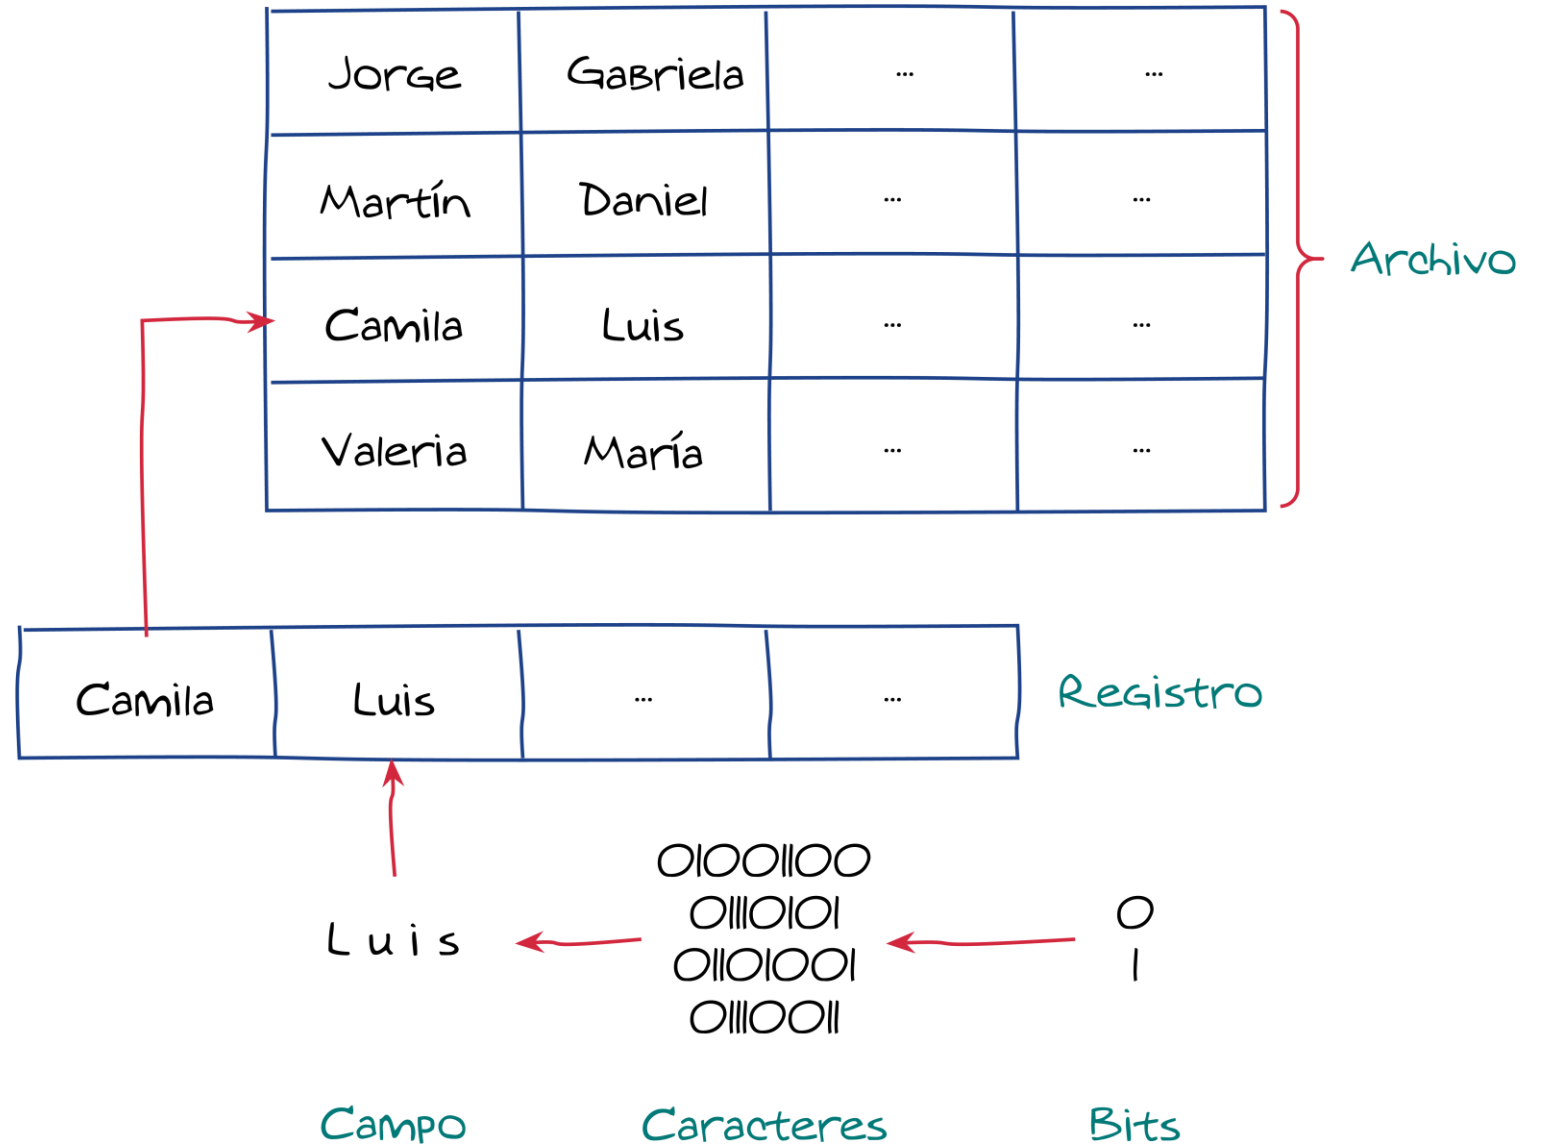 Jorge Gabriela ... ...
Martín Daniel ... ...
Camila Luis ... ...
Archivo
Valeria María ... ...
Camila Luis ... ...
Registro
01001100
01110101
01101001
01110011
Luis
0
1
Campo Caracteres Bits